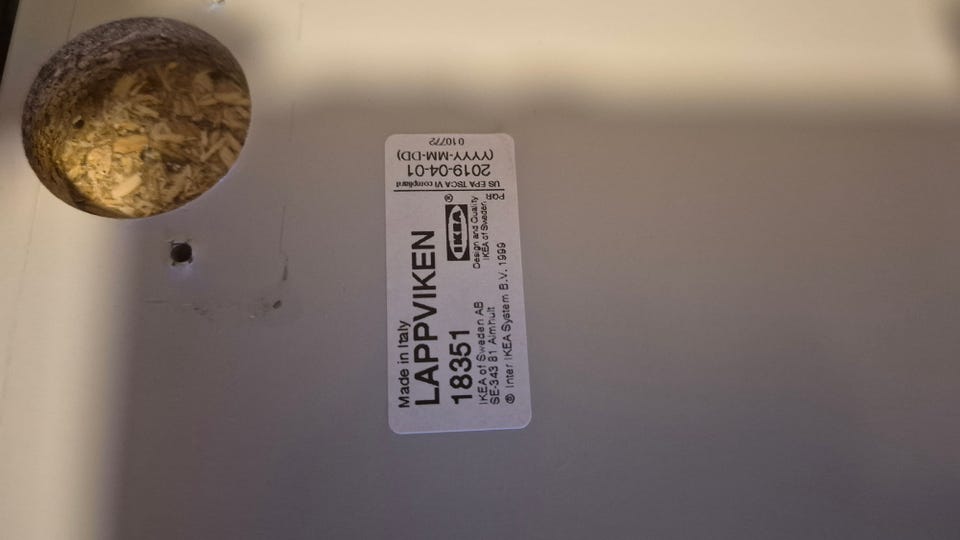 Made in Italy
LAPPVIKEN
18351
IKEA of Sweden AB
SE-343 81 Älmhult
® Inter IKEA System B.V. 1999
IKEA®
Design and Quality
IKEA of Sweden
PQR
US EPA TSCA VI compliant
2019-04-01
(YYYY-MM-DD)
010772